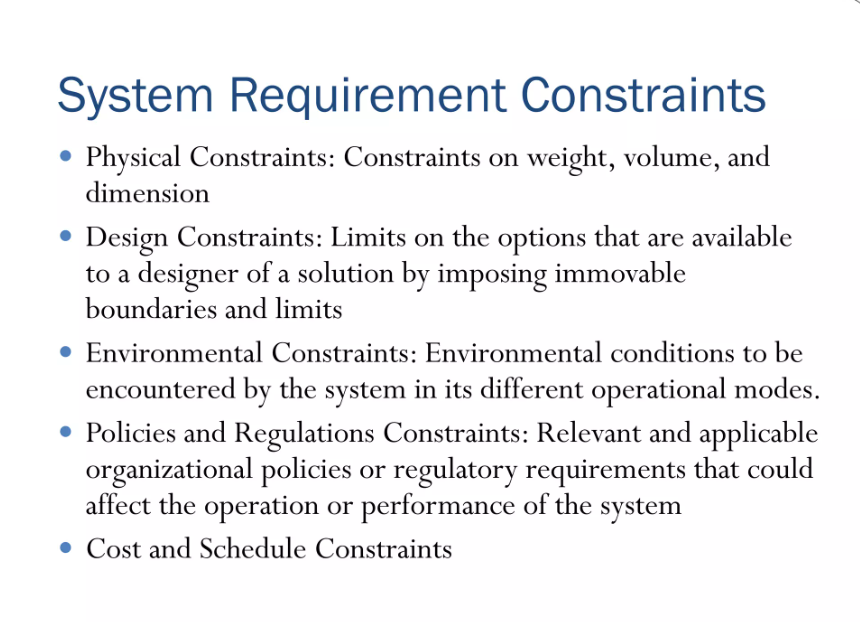 System Requirement Constraints
• Physical Constraints: Constraints on weight, volume, and
dimension
• Design Constraints: Limits on the options that are available
to a designer of a solution by imposing immovable
boundaries and limits
• Environmental Constraints: Environmental conditions to be
encountered by the system in its different operational modes.
• Policies and Regulations Constraints: Relevant and applicable
organizational policies or regulatory requirements that could
affect the operation or performance of the system
• Cost and Schedule Constraints